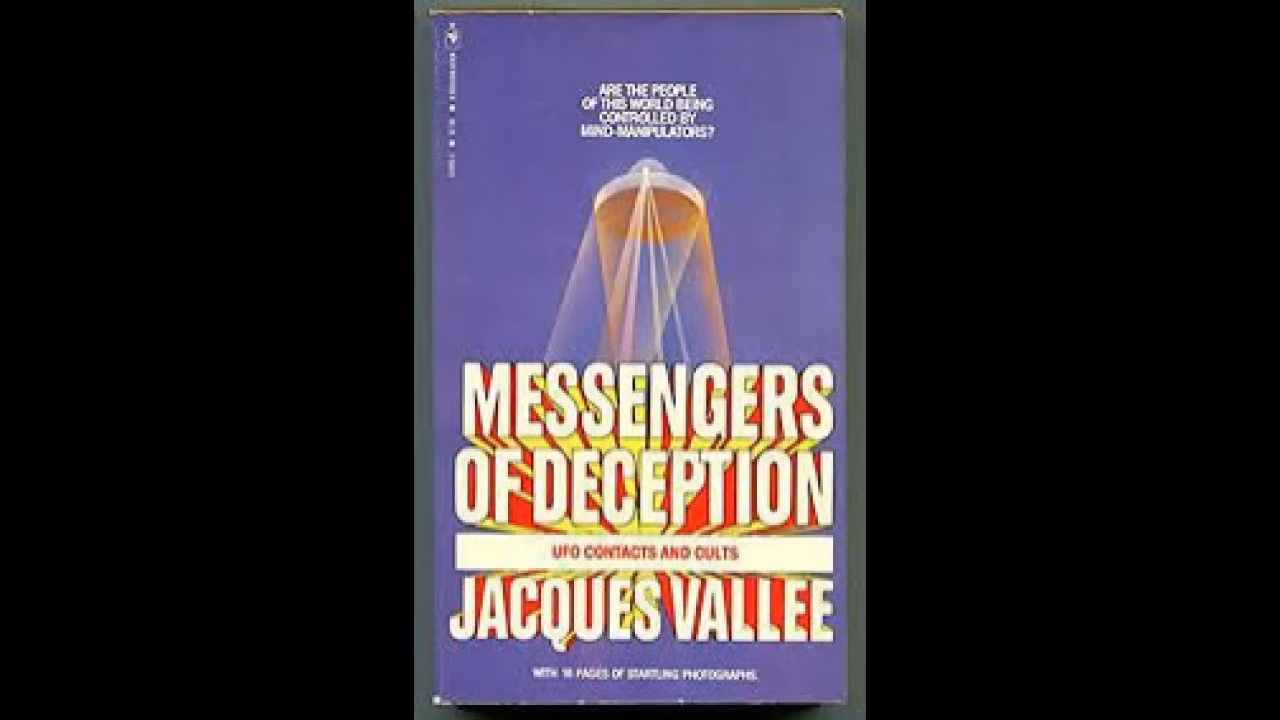 ARE THE PEOPLE
OF THIS WORLD BEING
CONTROLLED BY
MIND-MANIPULATORS?
MESSENGERS
OF DECEPTION
UFO CONTACTS AND CULTS
JACQUES VALLEE
WITH 16 PAGES OF STARTLING PHOTOGRAPHS.